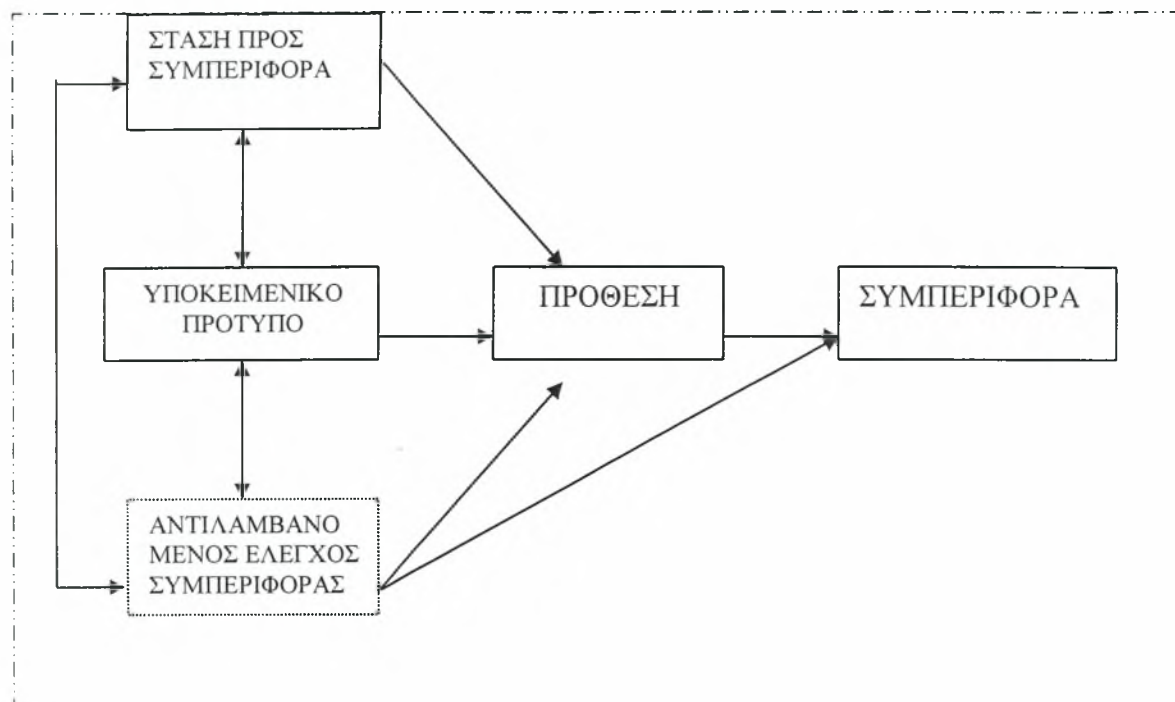 ΣΤΑΣΗ ΠΡΟΣ
ΣΥΜΠΕΡΙΦΟΡΑ
ΥΠΟΚΕΙΜΕΝΙΚΟ
ΠΡΟΤΥΠΟ
ΠΡΟΘΕΣΗ
ΣΥΜΠΕΡΙΦΟΡΑ
ΑΝΤΙΛΑΜΒΑΝΟ
ΜΕΝΟΣ ΕΛΕΓΧΟΣ
ΣΥΜΠΕΡΙΦΟΡΑΣ